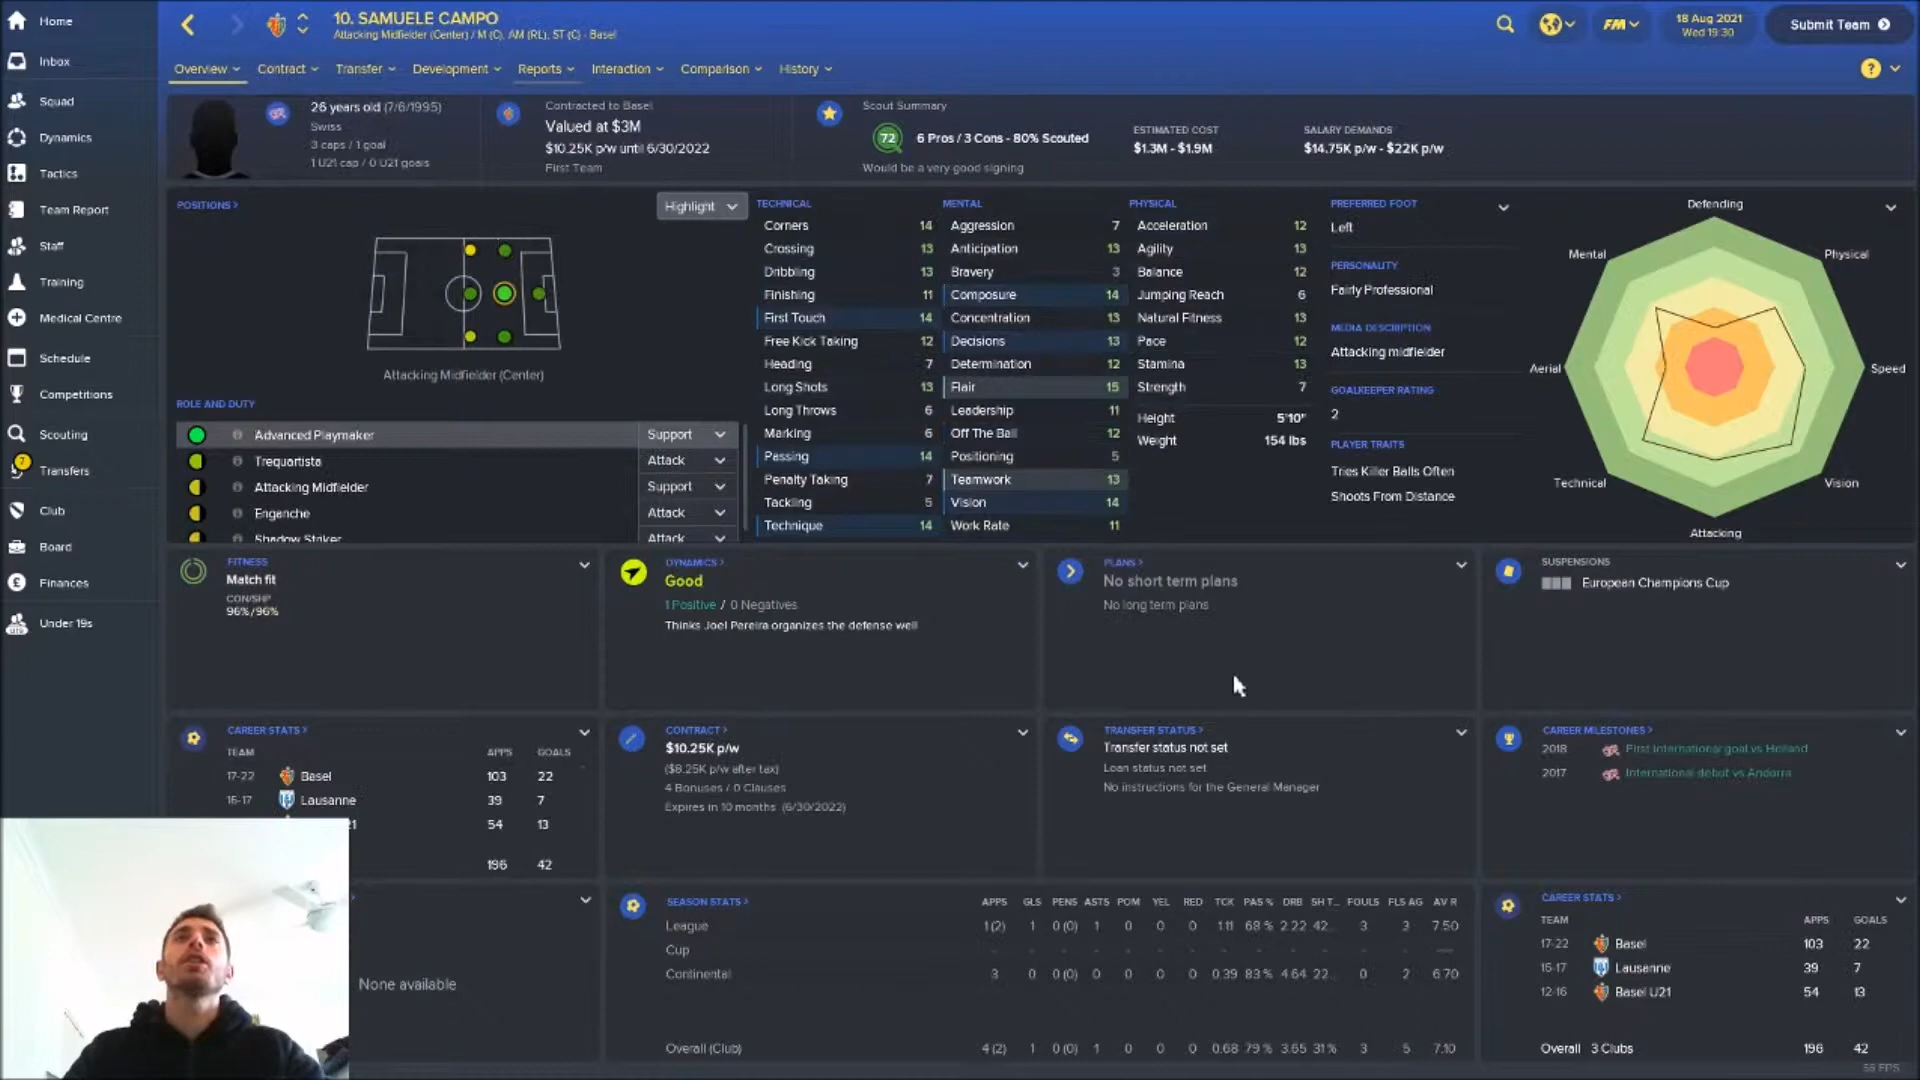 Home
Inbox
Squad
Dynamics
Tactics
Team Report
Staff
Training
Medical Centre
Schedule
Competitions
Scouting
7
Transfers
Club
Board
Finances
Under 19s
10. SAMUELE CAMPO
Attacking Midfielder (Center) / M (C), AM (RL), ST (C) - Basel
FM
18 Aug 2021
Wed 19:30
Submit Team
Overview Contract Transfer Development Reports Interaction Comparison History
?
26 years old (7/6/1995)
Swiss
3 caps / 1 goal
1 U21 cap / 0 U21 goals
Contracted to Basel
Valued at $3M
$10.25K p/w until 6/30/2022
First Team
Scout Summary
72 6 Pros / 3 Cons - 80% Scouted
Would be a very good signing
ESTIMATED COST
$1.3M - $1.9M
SALARY DEMANDS
$14.75K p/w - $22K p/w
POSITIONS >
Highlight
Attacking Midfielder (Center)
ROLE AND DUTY
Advanced Playmaker Support
Trequartista Attack
Attacking Midfielder Support
Enganche Attack
Shadow Striker Attack
TECHNICAL
Corners 14
Crossing 13
Dribbling 13
Finishing 11
First Touch 14
Free Kick Taking 12
Heading 7
Long Shots 13
Long Throws 6
Marking 6
Passing 14
Penalty Taking 7
Tackling 5
Technique 14
MENTAL
Aggression 7
Anticipation 13
Bravery 3
Composure 14
Concentration 13
Decisions 13
Determination 12
Flair 15
Leadership 11
Off The Ball 12
Positioning 5
Teamwork 13
Vision 14
Work Rate 11
PHYSICAL
Acceleration 12
Agility 13
Balance 12
Jumping Reach 6
Natural Fitness 13
Pace 12
Stamina 13
Strength 7
Height 5'10"
Weight 154 lbs
PREFERRED FOOT
Left
PERSONALITY
Fairly Professional
MEDIA DESCRIPTION
Attacking midfielder
GOALKEEPER RATING
2
PLAYER TRAITS
Tries Killer Balls Often
Shoots From Distance
Defending
Physical
Speed
Vision
Attacking
Technical
Aerial
Mental
FITNESS
Match fit
CON/SHP
96%/96%
DYNAMICS >
Good
1 Positive / 0 Negatives
Thinks Joel Pereira organizes the defense well
PLANS >
No short term plans
No long term plans
SUSPENSIONS
European Champions Cup
CAREER STATS >
TEAM APPS GOALS
17-22 Basel 103 22
15-17 Lausanne 39 7
21 54 13
196 42
CONTRACT >
$10.25K p/w
($8.25K p/w after tax)
4 Bonuses / 0 Clauses
Expires in 10 months (6/30/2022)
TRANSFER STATUS >
Transfer status not set
Loan status not set
No instructions for the General Manager
CAREER MILESTONES >
2018 First international goal vs Holland
2017 International debut vs Andorra
None available
SEASON STATS > APPS GLS PENS ASTS POM YEL RED TCK PAS % DRB SH T... FOULS FLS AG AV R
League 1 (2) 1 0 (0) 1 0 0 0 1.11 68 % 2.22 42... 3 3 7.50
Cup - - - - - - - - - - - - - -
Continental 3 0 0 (0) 0 0 0 0 0.39 83 % 4.64 22... 0 2 6.70
Overall (Club) 4 (2) 1 0 (0) 1 0 0 0 0.68 79 % 3.65 31 % 3 5 7.10
CAREER STATS >
TEAM APPS GOALS
17-22 Basel 103 22
15-17 Lausanne 39 7
12-16 Basel U21 54 13
Overall 3 Clubs 196 42